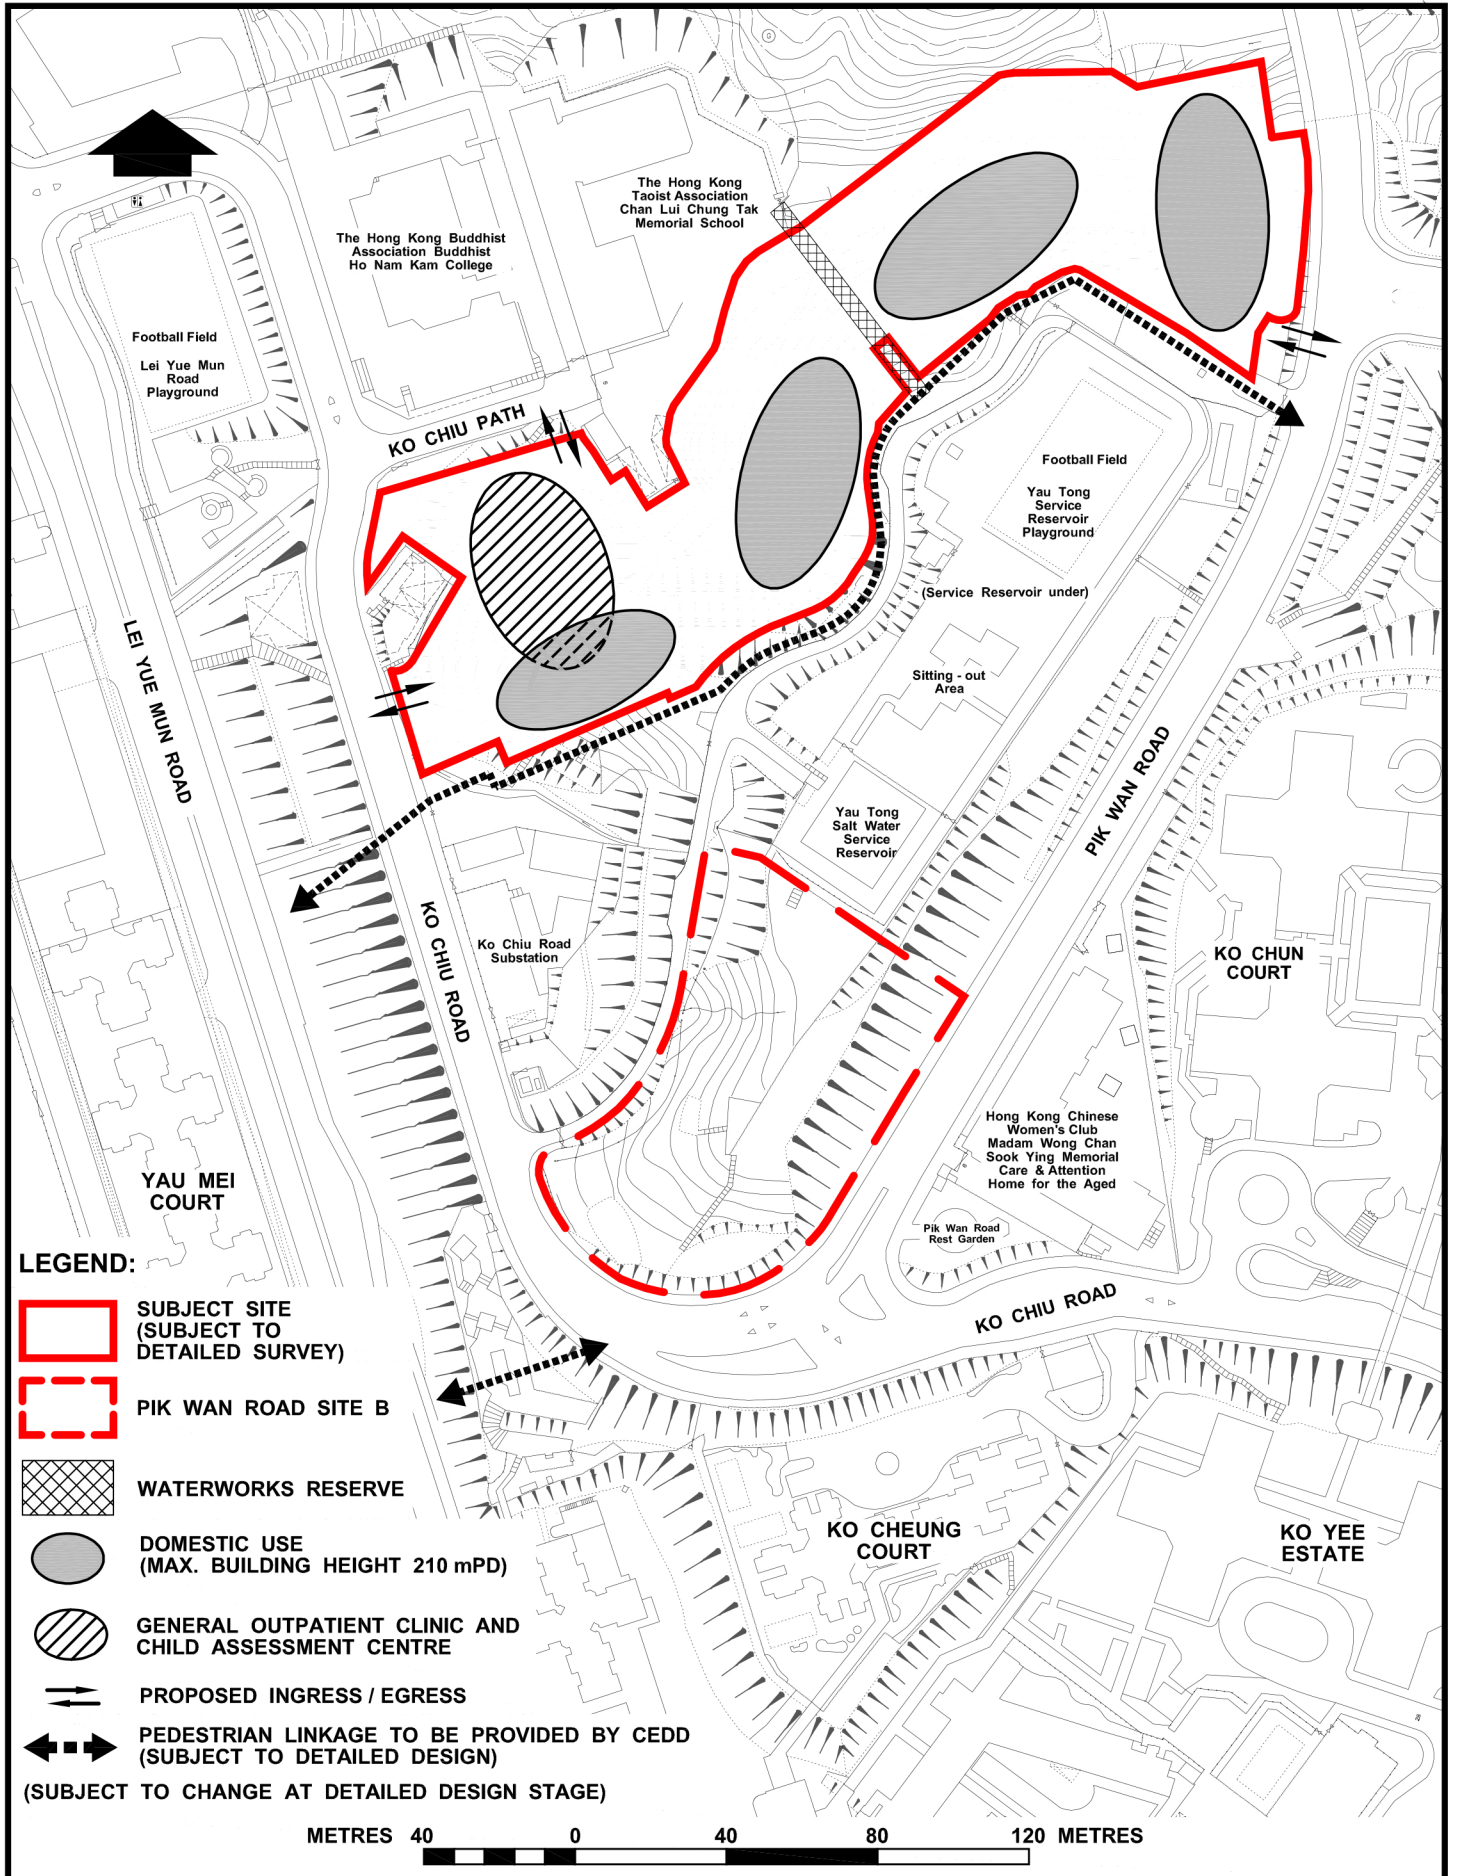 The Hong Kong
Taoist Association
Chan Lui Chung Tak
Memorial School
The Hong Kong Buddhist
Association Buddhist
Ho Nam Kam College
Football Field
Lei Yue Mun
Road
Playground
KO CHIU PATH
Football Field
Yau Tong
Service
Reservoir
Playground
(Service Reservoir under)
LEI YUE MUN ROAD
Sitting - out
Area
PIK WAN ROAD
Yau Tong
Salt Water
Service
Reservoir
KO CHIU ROAD
Ko Chiu Road
Substation
KO CHUN
COURT
Hong Kong Chinese
Women's Club
Madam Wong Chan
Sook Ying Memorial
Care & Attention
Home for the Aged
YAU MEI
COURT
Pik Wan Road
Rest Garden
KO CHIU ROAD
KO CHEUNG
COURT
KO YEE
ESTATE
LEGEND:
SUBJECT SITE
(SUBJECT TO
DETAILED SURVEY)
PIK WAN ROAD SITE B
WATERWORKS RESERVE
DOMESTIC USE
(MAX. BUILDING HEIGHT 210 mPD)
GENERAL OUTPATIENT CLINIC AND
CHILD ASSESSMENT CENTRE
PROPOSED INGRESS / EGRESS
PEDESTRIAN LINKAGE TO BE PROVIDED BY CEDD
(SUBJECT TO DETAILED DESIGN)
(SUBJECT TO CHANGE AT DETAILED DESIGN STAGE)
METRES 40 0 40 80 120 METRES